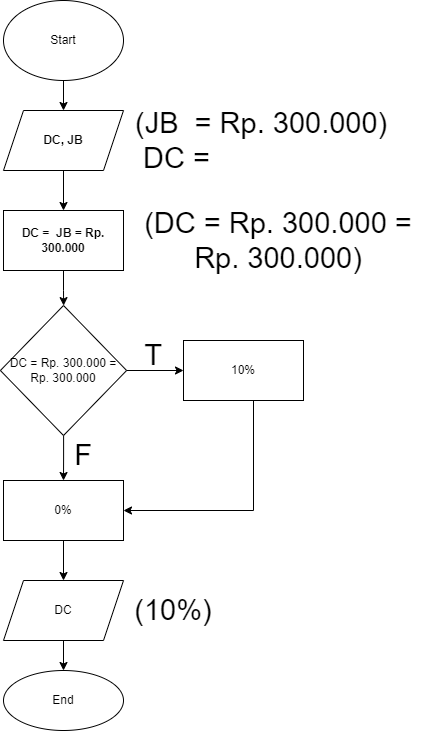 Start
DC, JB
(JB  = Rp. 300.000)
DC =
DC =  JB = Rp.
300.000
(DC = Rp. 300.000 =
Rp. 300.000)
DC = Rp. 300.000 =
Rp. 300.000
T
10%
F
0%
DC
(10%)
End